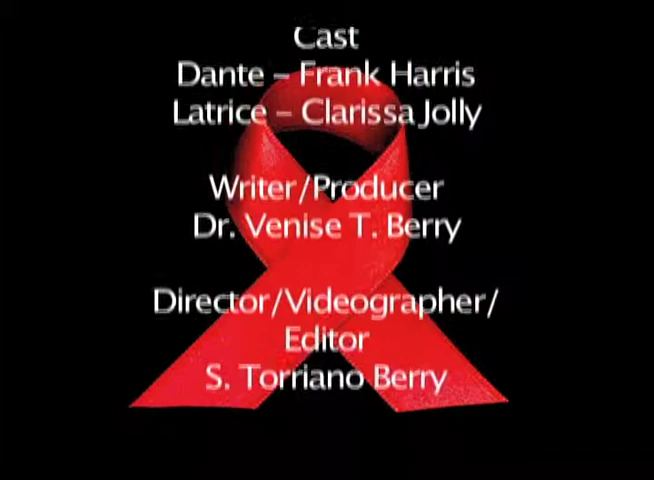 Cast
Dante – Frank Harris
Latrice – Clarissa Jolly
Writer/Producer
Dr. Venise T. Berry
Director/Videographer/
Editor
S. Torriano Berry